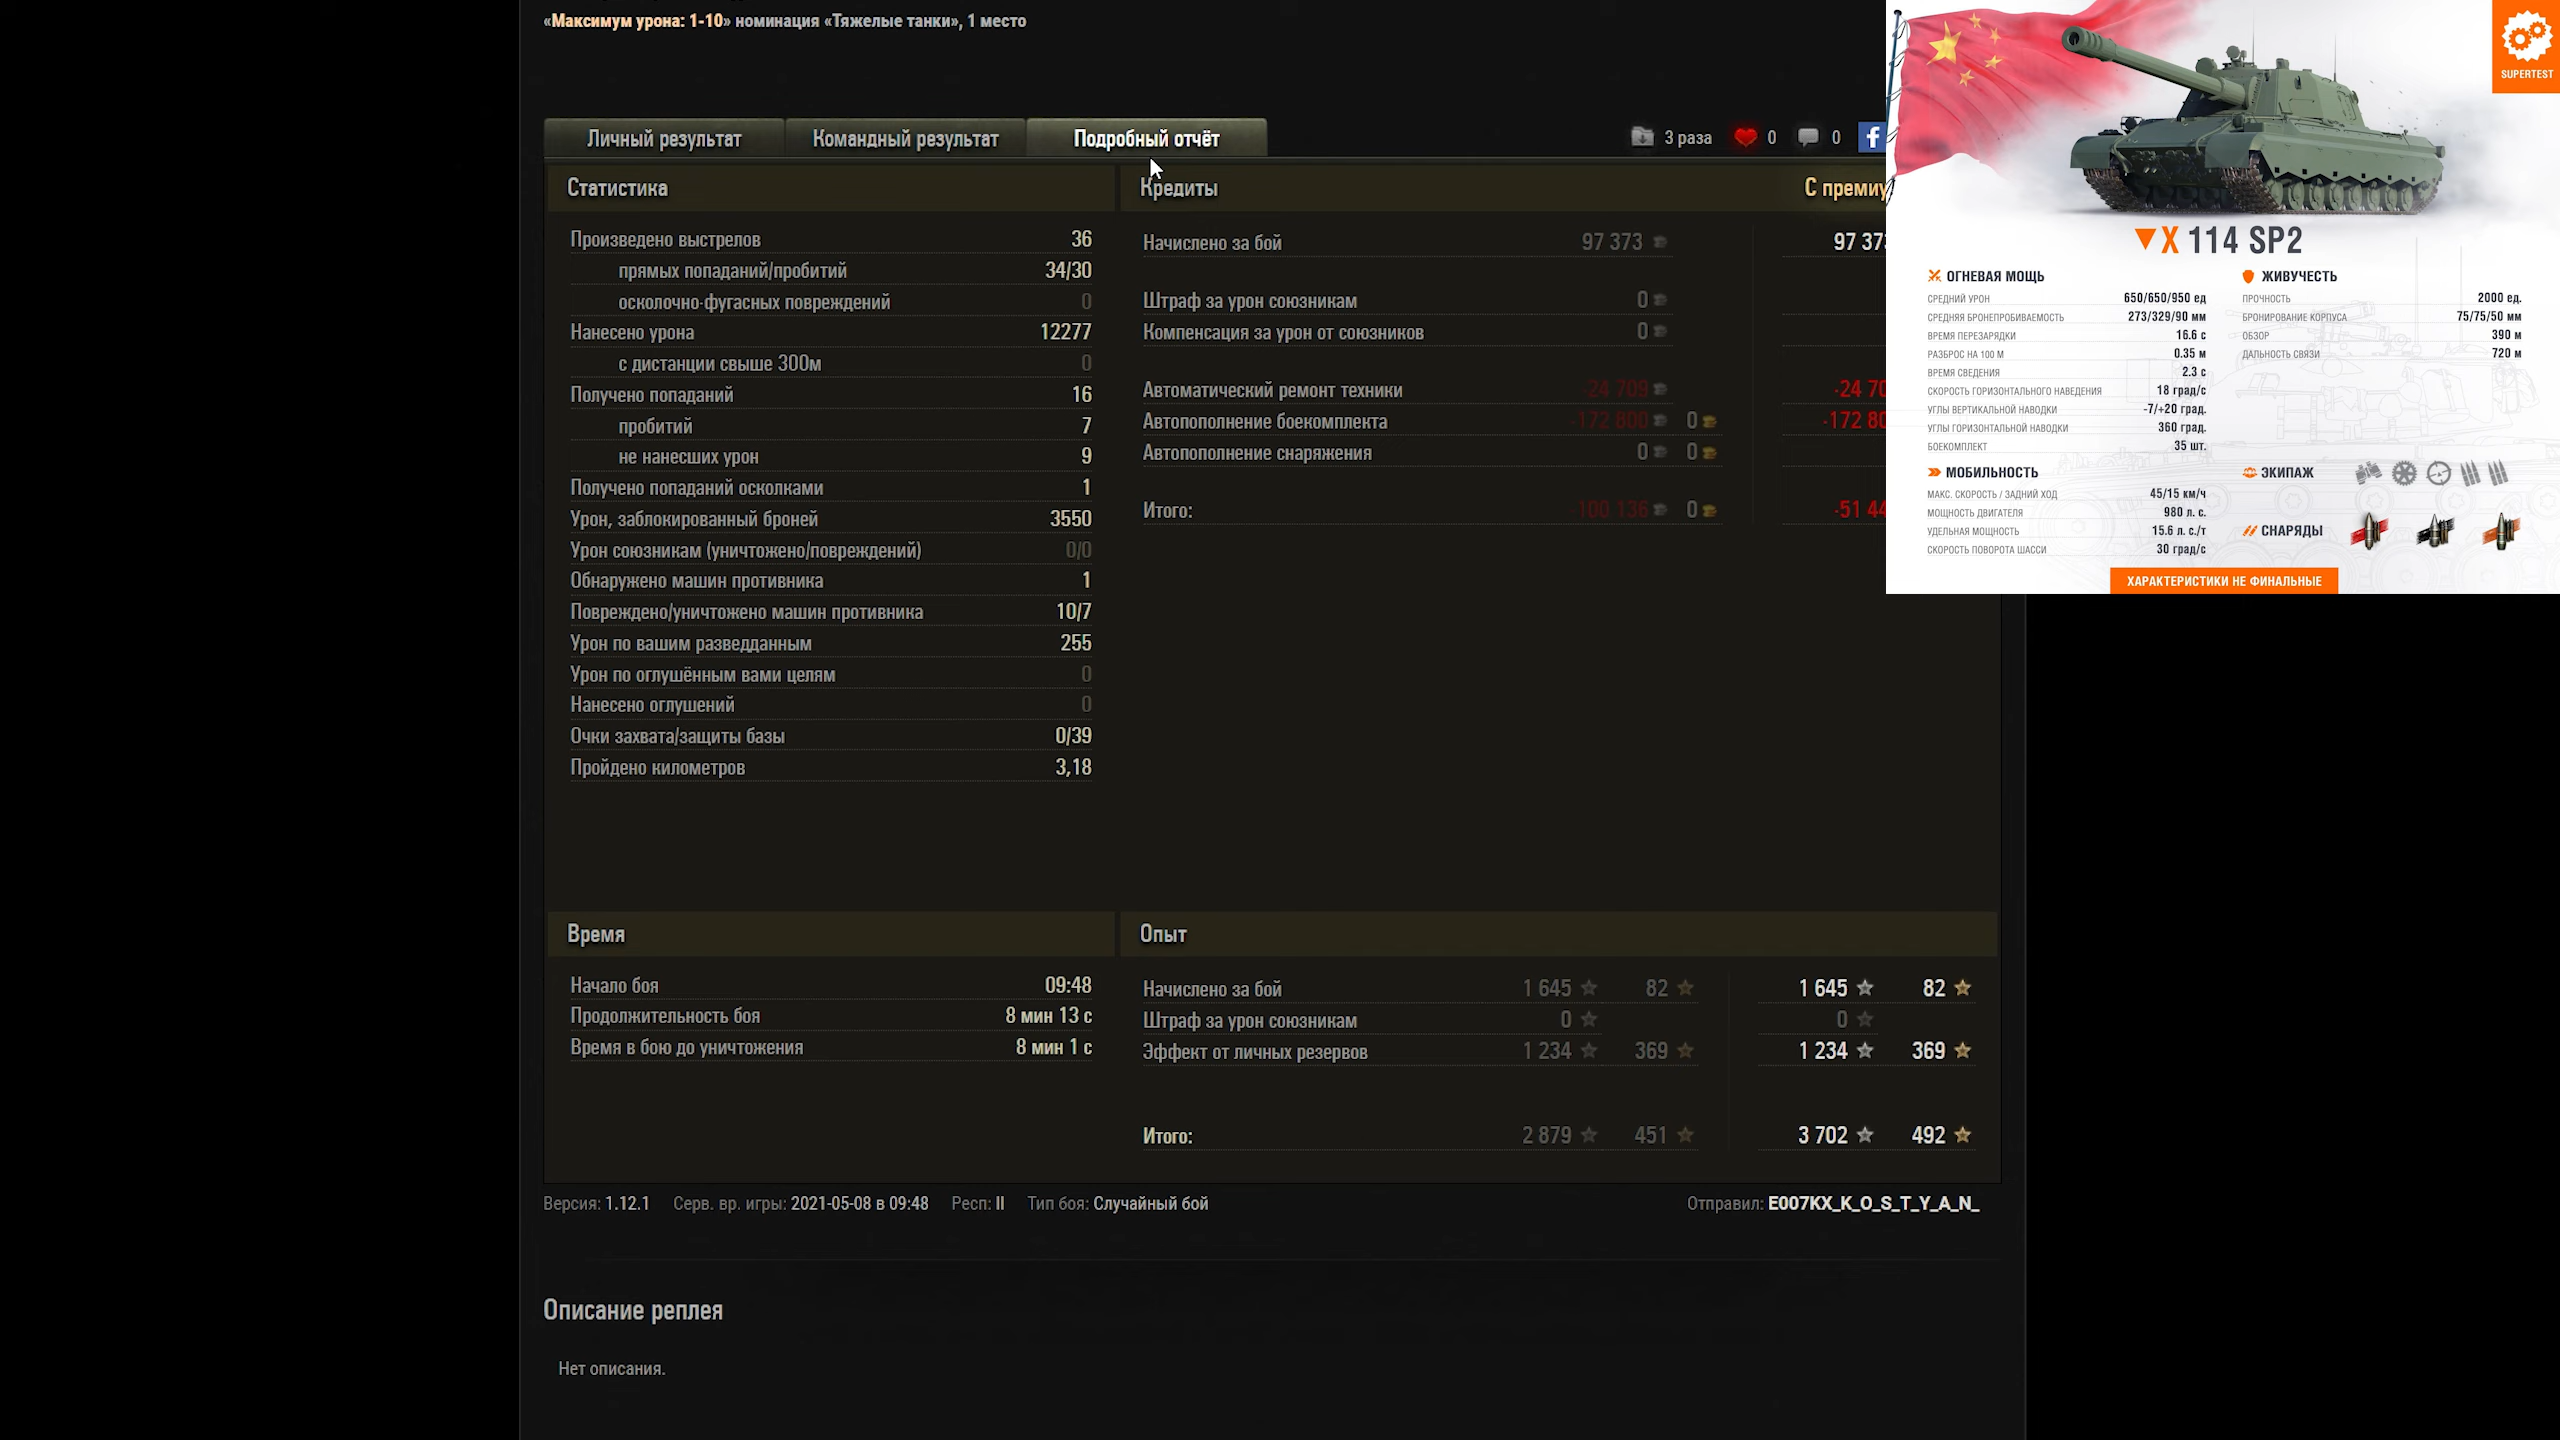 «Максимум урона: 1-10» номинация «Тяжелые танки», 1 место
Личный результат
Командный результат
Подробный отчёт
3 раза 0 0
Статистика
Произведено выстрелов 36
прямых попаданий/пробитий 34/30
осколочно-фугасных повреждений 0
Нанесено урона 12277
с дистанции свыше 300м 0
Получено попаданий 16
пробитий 7
не нанесших урон 9
Получено попаданий осколками 1
Урон, заблокированный броней 3550
Урон союзникам (уничтожено/повреждений) 0/0
Обнаружено машин противника 1
Повреждено/уничтожено машин противника 10/7
Урон по вашим разведданным 255
Урон по оглушённым вами целям 0
Нанесено оглушений 0
Очки захвата/защиты базы 0/39
Пройдено километров 3,18
Кредиты С премиу
Начислено за бой 97 373 97 373
Штраф за урон союзникам 0
Компенсация за урон от союзников 0
Автоматический ремонт техники -24 709 -24 70
Автопополнение боекомплекта -172 800 0 -172 80
Автопополнение снаряжения 0 0
Итого: -100 136 0 -51 44
Время
Начало боя 09:48
Продолжительность боя 8 мин 13 с
Время в бою до уничтожения 8 мин 1 с
Опыт
Начислено за бой 1 645 82 1 645 82
Штраф за урон союзникам 0 0
Эффект от личных резервов 1 234 369 1 234 369
Итого: 2 879 451 3 702 492
Версия: 1.12.1 Серв. вр. игры: 2021-05-08 в 09:48 Респ: II Тип боя: Случайный бой
Отправил: E007KX_K_O_S_T_Y_A_N_
Описание реплея
Нет описания.
SUPERTEST
X 114 SP2
ОГНЕВАЯ МОЩЬ
СРЕДНИЙ УРОН 650/650/950 ед
СРЕДНЯЯ БРОНЕПРОБИВАЕМОСТЬ 273/329/90 мм
ВРЕМЯ ПЕРЕЗАРЯДКИ 16.6 с
РАЗБРОС НА 100 М 0.35 м
ВРЕМЯ СВЕДЕНИЯ 2.3 с
СКОРОСТЬ ГОРИЗОНТАЛЬНОГО НАВЕДЕНИЯ 18 град/с
УГЛЫ ВЕРТИКАЛЬНОЙ НАВОДКИ -7/+20 град.
УГЛЫ ГОРИЗОНТАЛЬНОЙ НАВОДКИ 360 град.
БОЕКОМПЛЕКТ 35 шт.
МОБИЛЬНОСТЬ
МАКС. СКОРОСТЬ / ЗАДНИЙ ХОД 45/15 км/ч
МОЩНОСТЬ ДВИГАТЕЛЯ 980 л. с.
УДЕЛЬНАЯ МОЩНОСТЬ 15.6 л. с./т
СКОРОСТЬ ПОВОРОТА ШАССИ 30 град/с
ЖИВУЧЕСТЬ
ПРОЧНОСТЬ 2000 ед.
БРОНИРОВАНИЕ КОРПУСА 75/75/50 мм
ОБЗОР 390 м
ДАЛЬНОСТЬ СВЯЗИ 720 м
ЭКИПАЖ
СНАРЯДЫ
ХАРАКТЕРИСТИКИ НЕ ФИНАЛЬНЫЕ